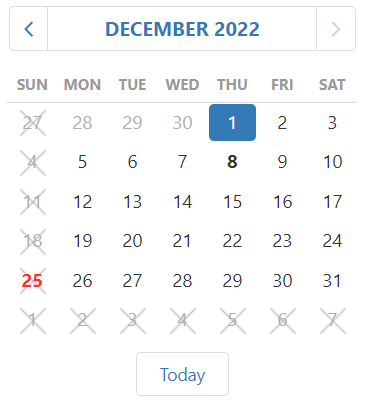 DECEMBER 2022
SUN MON TUE WED THU FRI SAT
27 28 29 30 1 2 3
4 5 6 7 8 9 10
11 12 13 14 15 16 17
18 19 20 21 22 23 24
25 26 27 28 29 30 31
1 2 3 4 5 6 7
Today